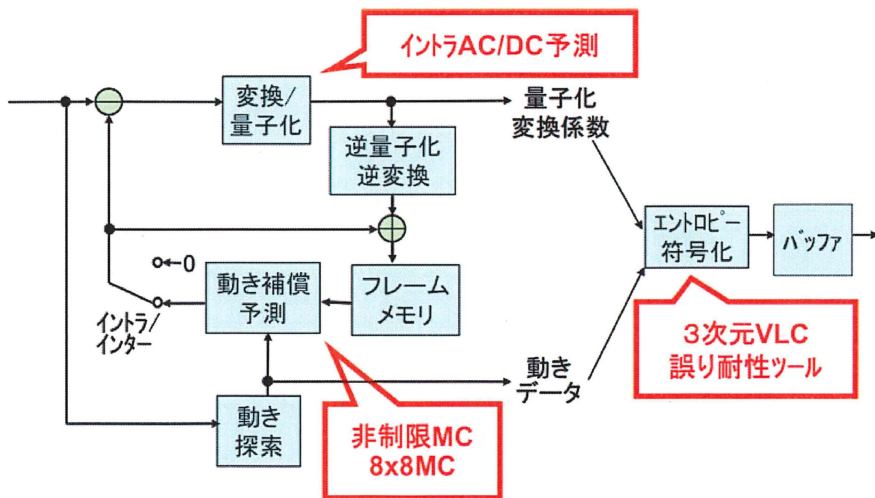 イントラAC/DC予測
変換/
量子化
量子化
変換係数
逆量子化
逆変換
エントロピー
符号化
バッファ
0
動き補償
予測
フレーム
メモリ
イントラ/
インター
3次元VLC
誤り耐性ツール
動き
データ
動き
探索
非制限MC
8x8MC